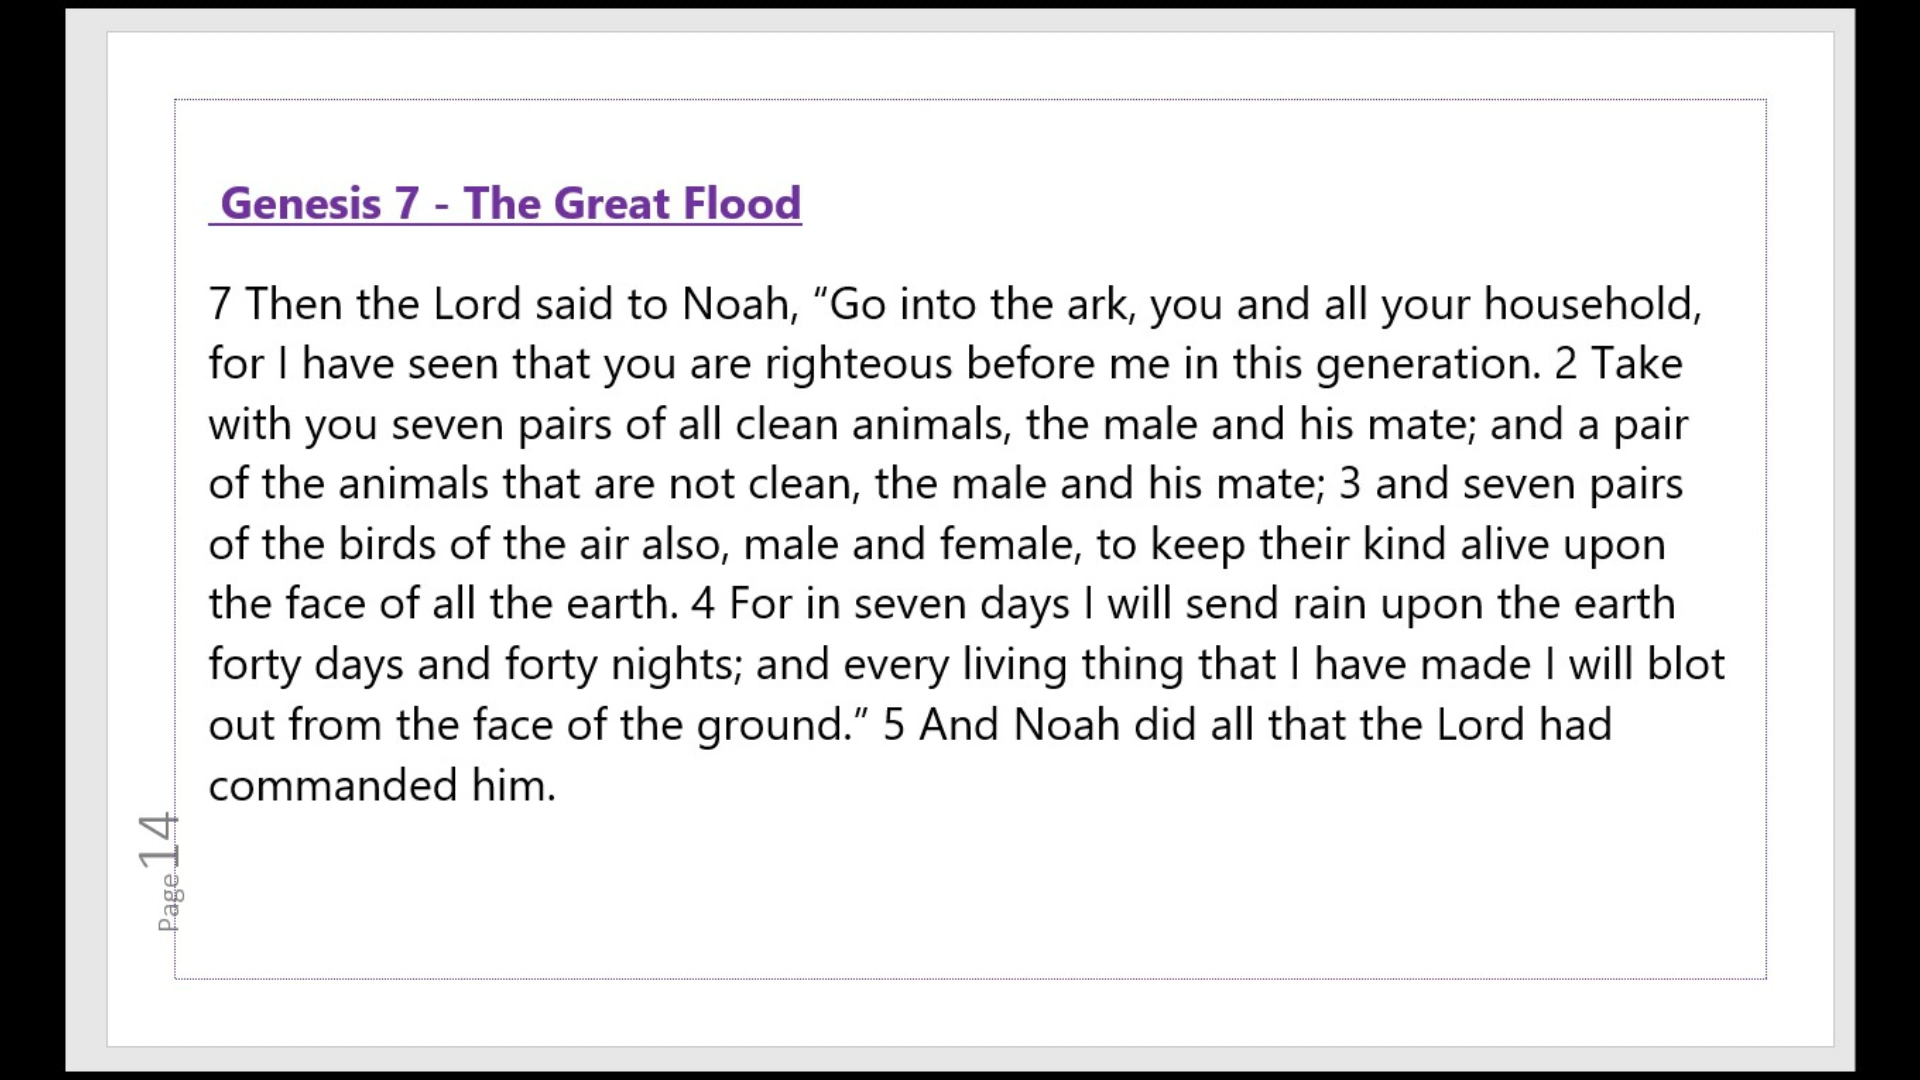 Genesis 7 - The Great Flood
7 Then the Lord said to Noah, “Go into the ark, you and all your household,
for I have seen that you are righteous before me in this generation. 2 Take
with you seven pairs of all clean animals, the male and his mate; and a pair
of the animals that are not clean, the male and his mate; 3 and seven pairs
of the birds of the air also, male and female, to keep their kind alive upon
the face of all the earth. 4 For in seven days I will send rain upon the earth
forty days and forty nights; and every living thing that I have made I will blot
out from the face of the ground.” 5 And Noah did all that the Lord had
commanded him.
Page 14